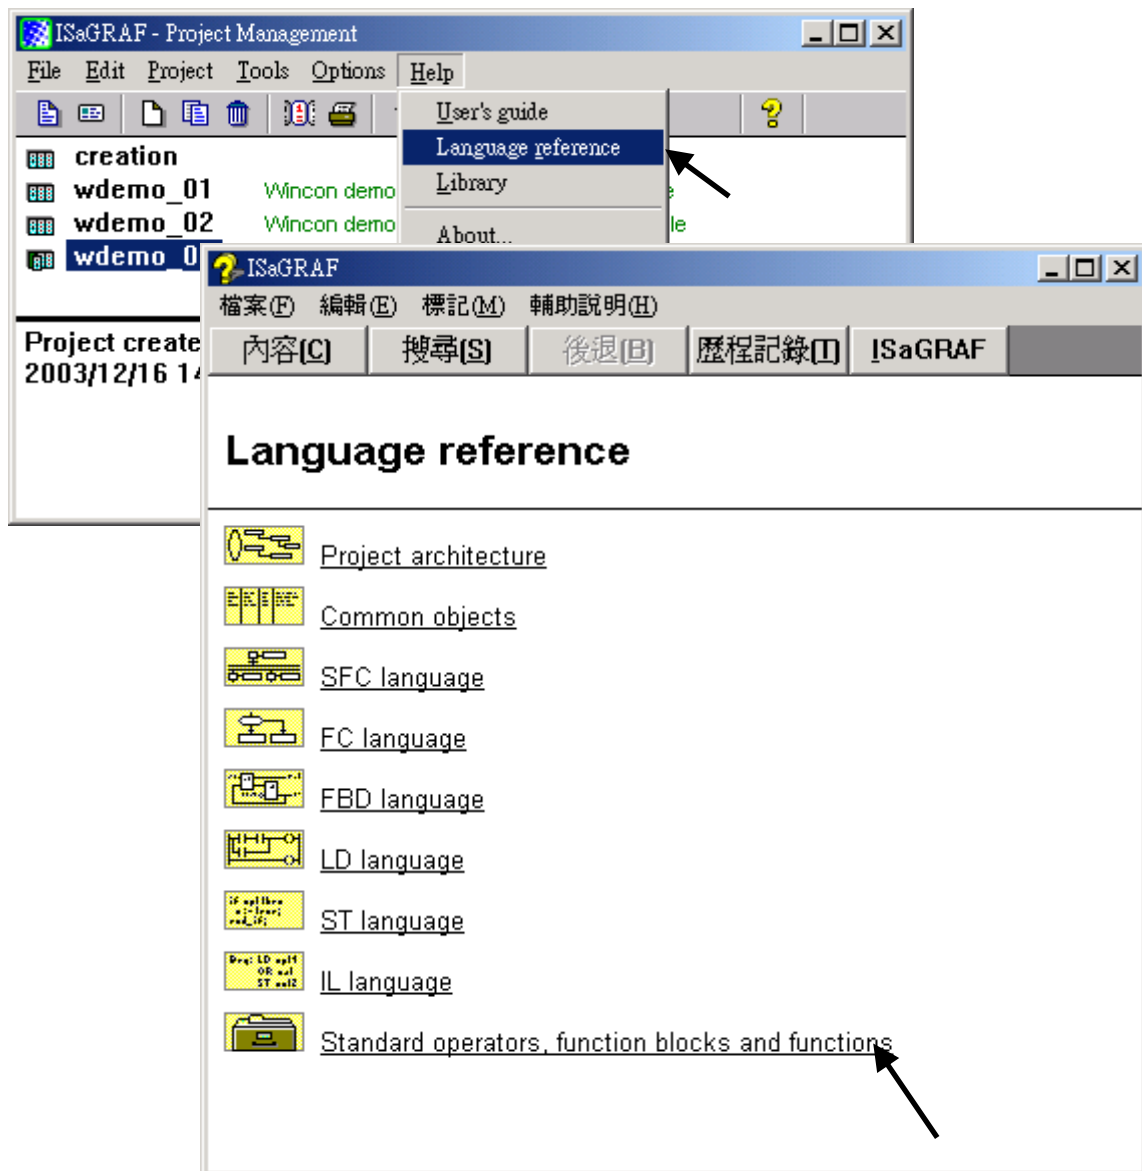 ISaGRAF - Project Management
File Edit Project Tools Options Help
User's guide
Language reference
Library
About...
creation
wdemo_01 Wincon demo
wdemo_02 Wincon demo le
wdemo_0
Project create
2003/12/16 14
ISaGRAF
檔案(F) 編輯(E) 標記(M) 輔助說明(H)
內容(C) 搜尋(S) 後退(B) 歷程記錄(T) ISaGRAF
Language reference
Project architecture
Common objects
SFC language
FC language
FBD language
LD language
ST language
IL language
Standard operators, function blocks and functions